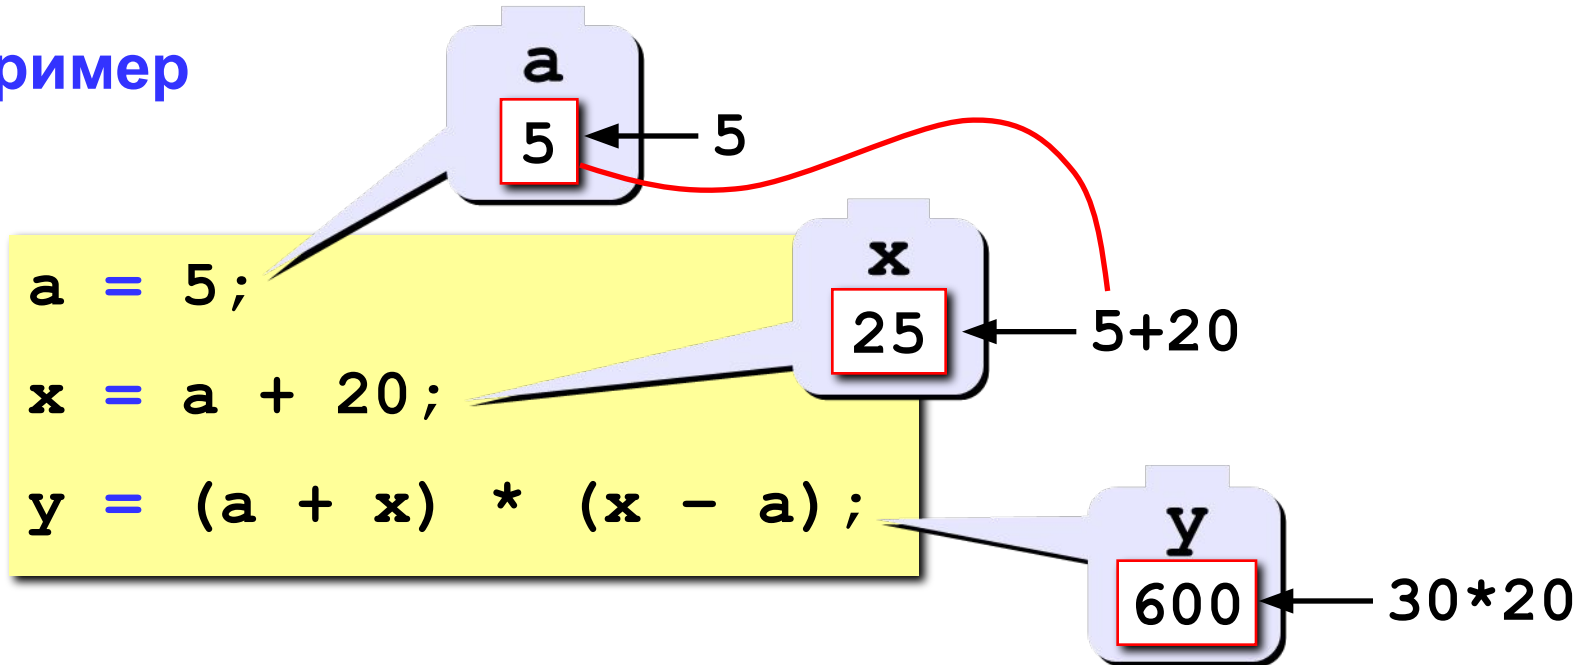 ример
a
5
5
x
25
5+20
a = 5;
x = a + 20;
y = (a + x) * (x - a);
y
600
30*20